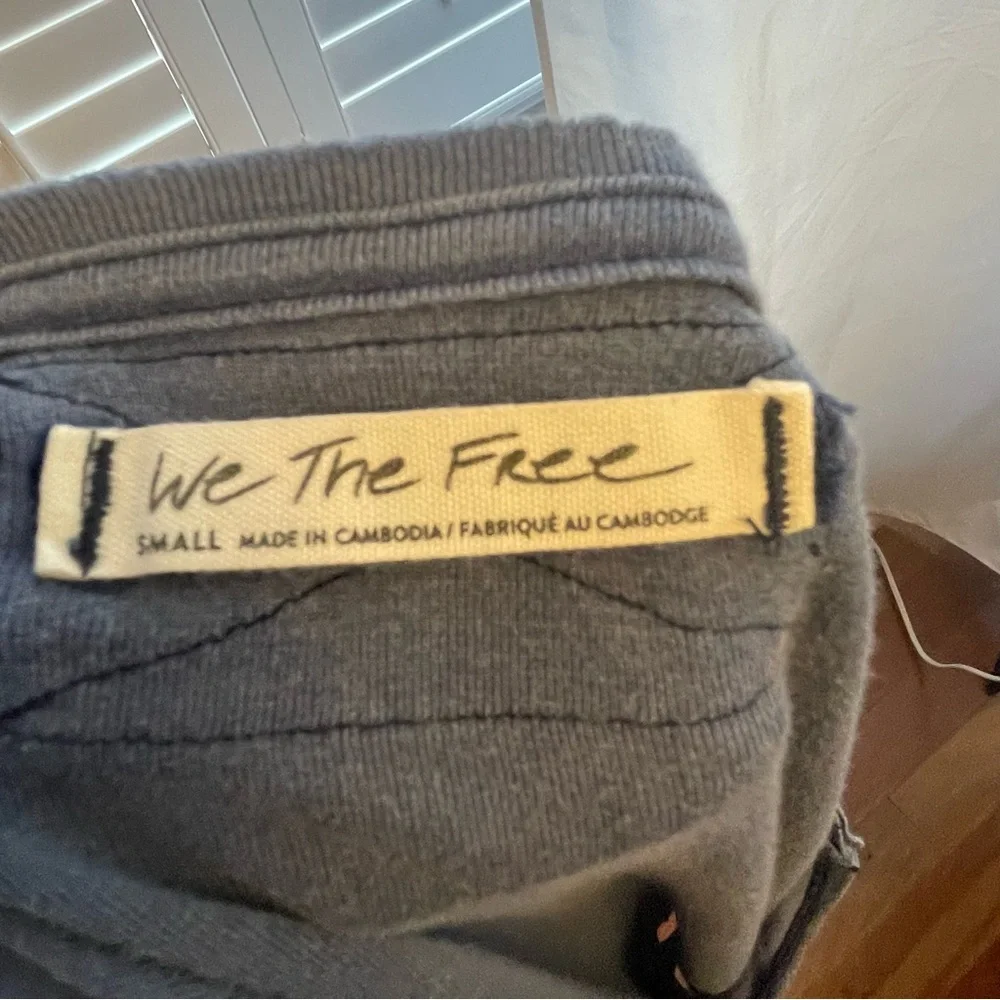 We The Free
SMALL MADE IN CAMBODIA / FABRIQUÉ AU CAMBODGE